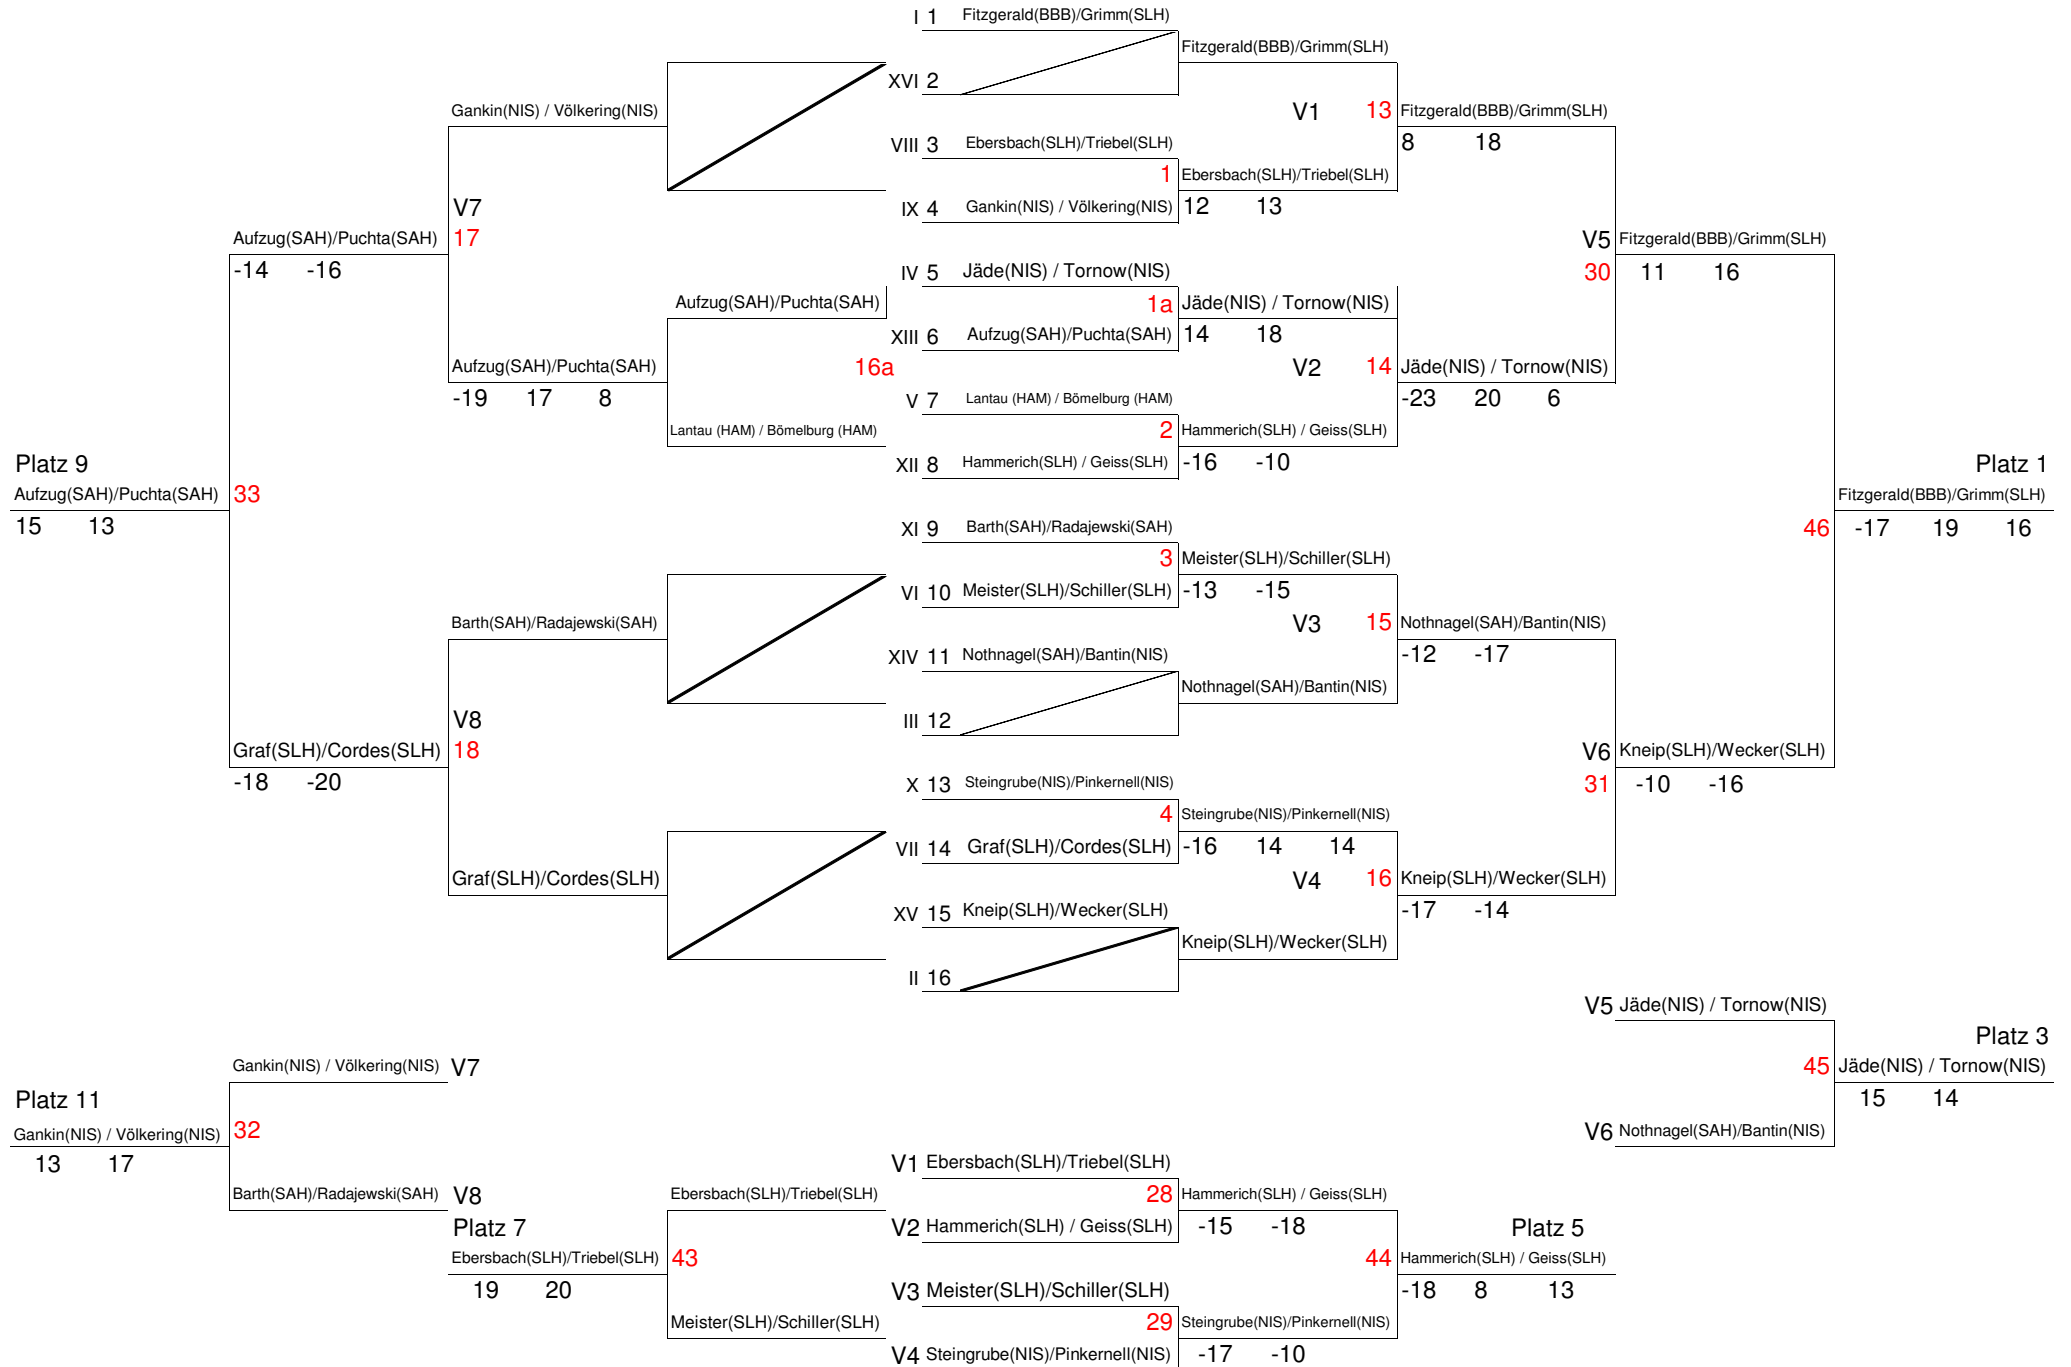 I 1 Fitzgerald(BBB)/Grimm(SLH)
Fitzgerald(BBB)/Grimm(SLH)
XVI 2
Gankin(NIS) / Völkering(NIS)
V1 13 Fitzgerald(BBB)/Grimm(SLH)
8 18
VIII 3 Ebersbach(SLH)/Triebel(SLH)
1 Ebersbach(SLH)/Triebel(SLH)
V7
IX 4 Gankin(NIS) / Völkering(NIS) 12 13
Aufzug(SAH)/Puchta(SAH) 17
V5 Fitzgerald(BBB)/Grimm(SLH)
-14 -16
IV 5 Jäde(NIS) / Tornow(NIS)
30 11 16
Aufzug(SAH)/Puchta(SAH)
1a Jäde(NIS) / Tornow(NIS)
XIII 6 Aufzug(SAH)/Puchta(SAH) 14 18
Aufzug(SAH)/Puchta(SAH) 16a
V2 14 Jäde(NIS) / Tornow(NIS)
-19 17 8
V 7 Lantau (HAM) / Bömelburg (HAM)
-23 20 6
Lantau (HAM) / Bömelburg (HAM)
2 Hammerich(SLH) / Geiss(SLH)
Platz 9
XII 8 Hammerich(SLH) / Geiss(SLH) -16 -10
Platz 1
Aufzug(SAH)/Puchta(SAH) 33
Fitzgerald(BBB)/Grimm(SLH)
15 13
XI 9 Barth(SAH)/Radajewski(SAH)
46 -17 19 16
3 Meister(SLH)/Schiller(SLH)
VI 10 Meister(SLH)/Schiller(SLH) -13 -15
Barth(SAH)/Radajewski(SAH)
V3 15 Nothnagel(SAH)/Bantin(NIS)
XIV 11 Nothnagel(SAH)/Bantin(NIS)
-12 -17
Nothnagel(SAH)/Bantin(NIS)
V8
III 12
Graf(SLH)/Cordes(SLH) 18
V6 Kneip(SLH)/Wecker(SLH)
-18 -20
X 13 Steingrube(NIS)/Pinkernell(NIS)
31 -10 -16
4 Steingrube(NIS)/Pinkernell(NIS)
VII 14 Graf(SLH)/Cordes(SLH) -16 14 14
Graf(SLH)/Cordes(SLH)
V4 16 Kneip(SLH)/Wecker(SLH)
XV 15 Kneip(SLH)/Wecker(SLH)
-17 -14
Kneip(SLH)/Wecker(SLH)
II 16
V5 Jäde(NIS) / Tornow(NIS)
Platz 3
Gankin(NIS) / Völkering(NIS) V7
45 Jäde(NIS) / Tornow(NIS)
Platz 11
15 14
Gankin(NIS) / Völkering(NIS) 32
V6 Nothnagel(SAH)/Bantin(NIS)
13 17
V1 Ebersbach(SLH)/Triebel(SLH)
Barth(SAH)/Radajewski(SAH) V8
Ebersbach(SLH)/Triebel(SLH)
28 Hammerich(SLH) / Geiss(SLH)
Platz 7
V2 Hammerich(SLH) / Geiss(SLH) -15 -18
Platz 5
Ebersbach(SLH)/Triebel(SLH) 43
44 Hammerich(SLH) / Geiss(SLH)
19 20
V3 Meister(SLH)/Schiller(SLH)
-18 8 13
Meister(SLH)/Schiller(SLH)
29 Steingrube(NIS)/Pinkernell(NIS)
V4 Steingrube(NIS)/Pinkernell(NIS) -17 -10